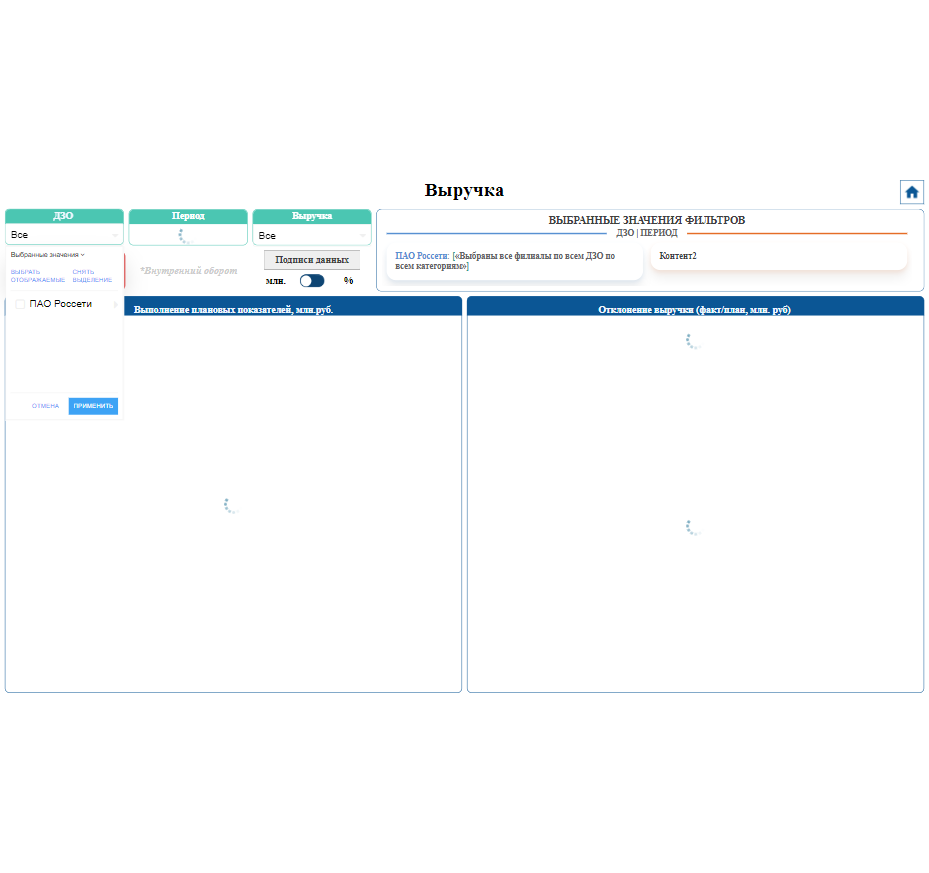 Выручка
ДЗО
Период
Выручка
Все
Все
Выбранные значения
ВЫБРАТЬ ОТОБРАЖАЕМЫЕ
СНЯТЬ ВЫДЕЛЕНИЕ
ПАО Россети
ОТМЕНА
ПРИМЕНИТЬ
*Внутренний оборот
Подписи данных
млн.
%
ВЫБРАННЫЕ ЗНАЧЕНИЯ ФИЛЬТРОВ
ДЗО | ПЕРИОД
ПАО Россети: [«Выбраны все филиалы по всем ДЗО по
всем категориям»]
Контент2
Выполнение плановых показателей, млн.руб.
Отклонение выручки (факт/план, млн. руб)